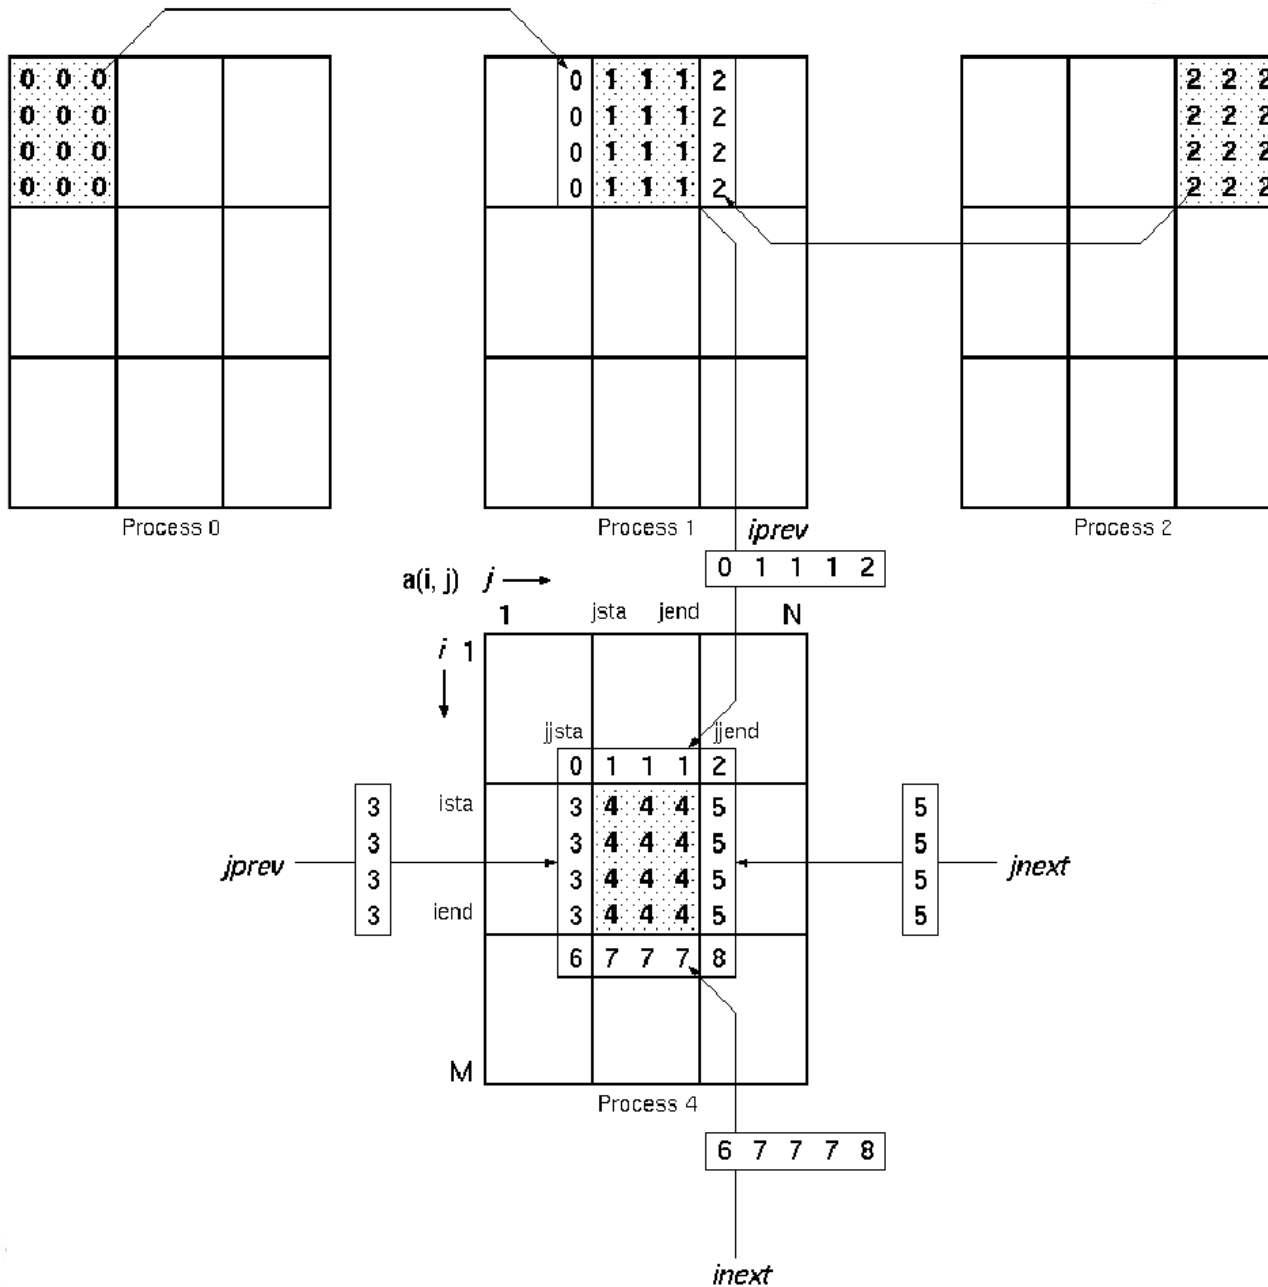 0 0 0 0 1 1 1 2 2 2 2
0 0 0 0 1 1 1 2 2 2 2
0 0 0 0 1 1 1 2 2 2 2
0 0 0 0 1 1 1 2 2 2 2
Process 0 Process 1 Process 2
iprev
0 1 1 1 2
a(i, j) j
1 jsta jend N
i 1
jjsta jjend
0 1 1 1 2
3 ista 3 4 4 4 5 5
3 3 4 4 4 5 5
jprev jnext
3 3 4 4 4 5 5
3 iend 3 4 4 4 5 5
6 7 7 7 8
M
Process 4
6 7 7 7 8
inext